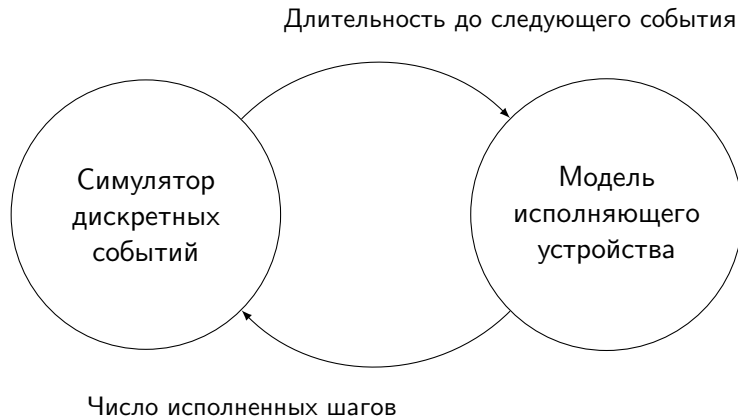 Длительность до следующего события
Симулятор
дискретных
событий
Модель
исполняющего
устройства
Число исполненных шагов